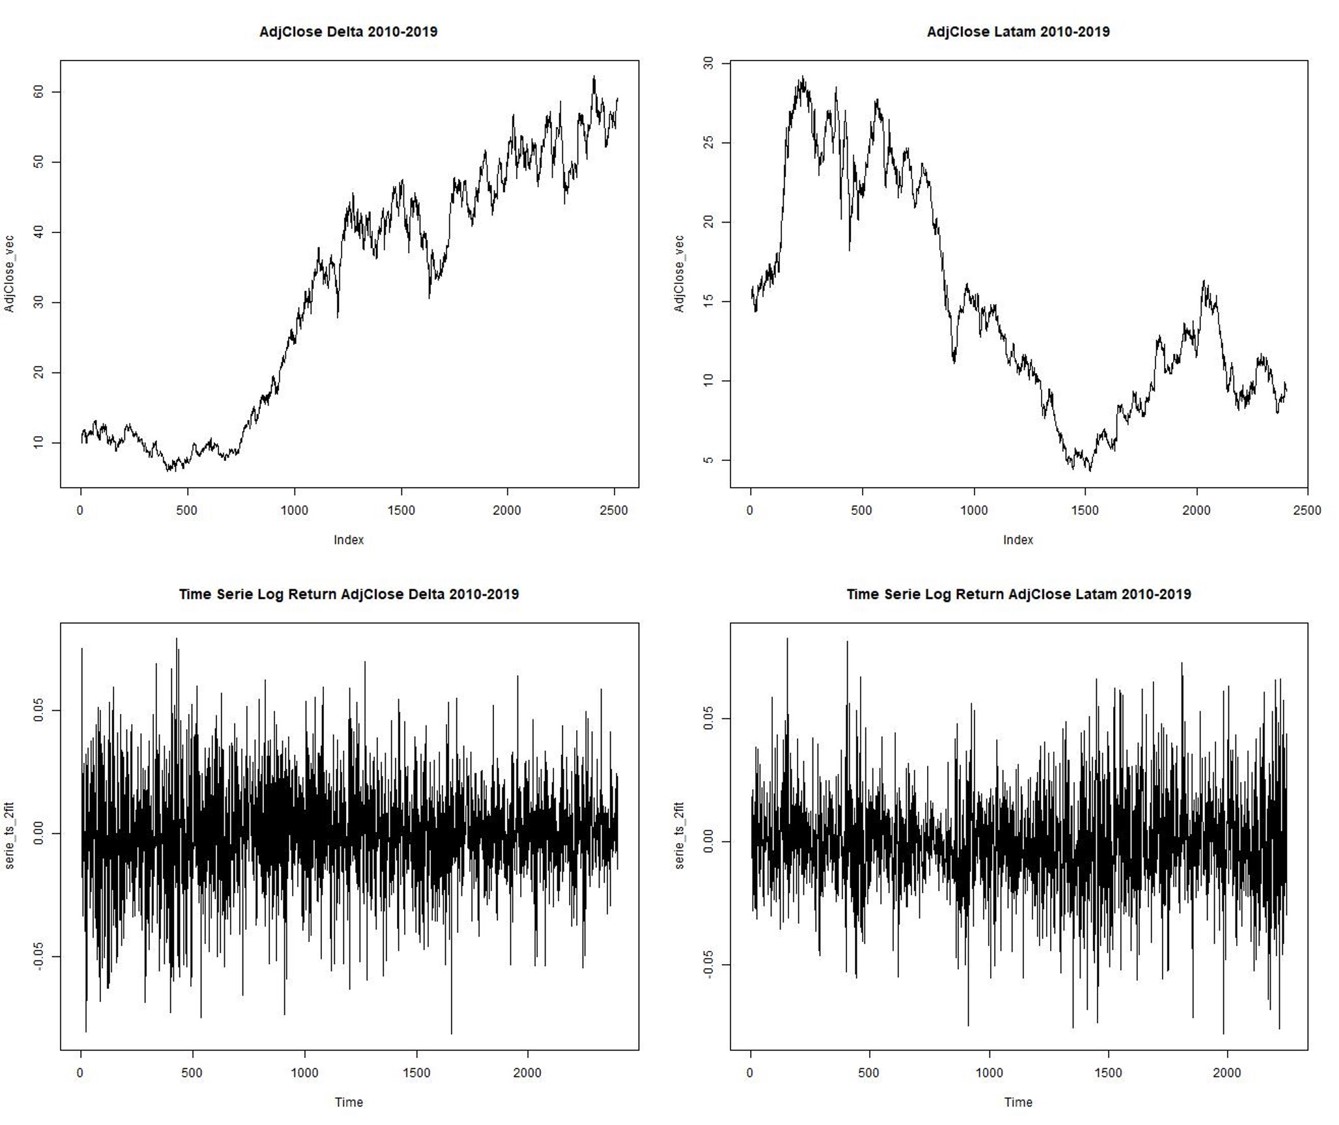 AdjClose Delta 2010-2019
AdjClose_vec
60
50
40
30
20
10
0 500 1000 1500 2000 2500
Index
AdjClose Latam 2010-2019
AdjClose_vec
30
25
20
15
10
5
0 500 1000 1500 2000 2500
Index
Time Serie Log Return AdjClose Delta 2010-2019
serie_ts_2fit
0.05
0.00
-0.05
0 500 1000 1500 2000
Time
Time Serie Log Return AdjClose Latam 2010-2019
serie_ts_2fit
0.05
0.00
-0.05
0 500 1000 1500 2000
Time